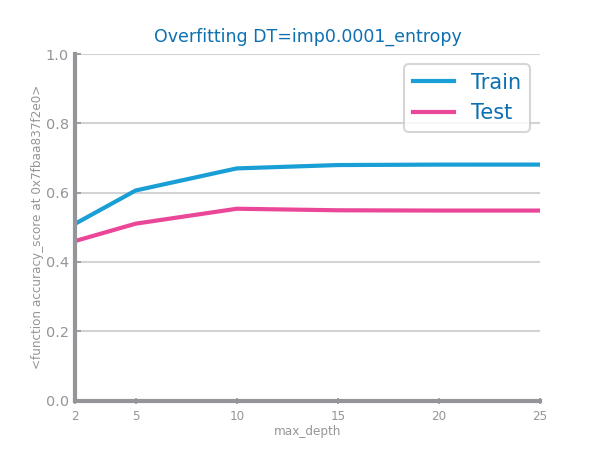 Overfitting DT=imp0.0001_entropy
<function accuracy_score at 0x7fbaa837f2e0>
1.0
0.8
0.6
0.4
0.2
0.0
Train
Test
2 5 10 15 20 25
max_depth